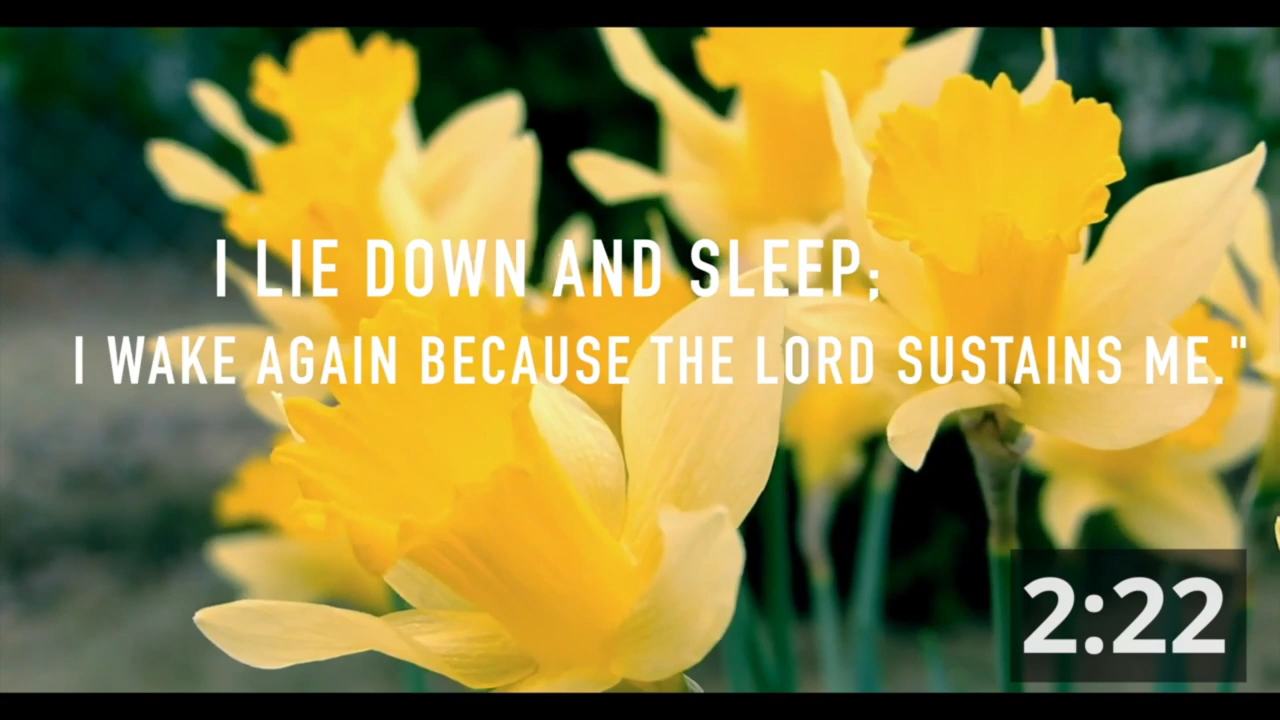 I LIE DOWN AND SLEEP;
I WAKE AGAIN BECAUSE THE LORD SUSTAINS ME."
2:22